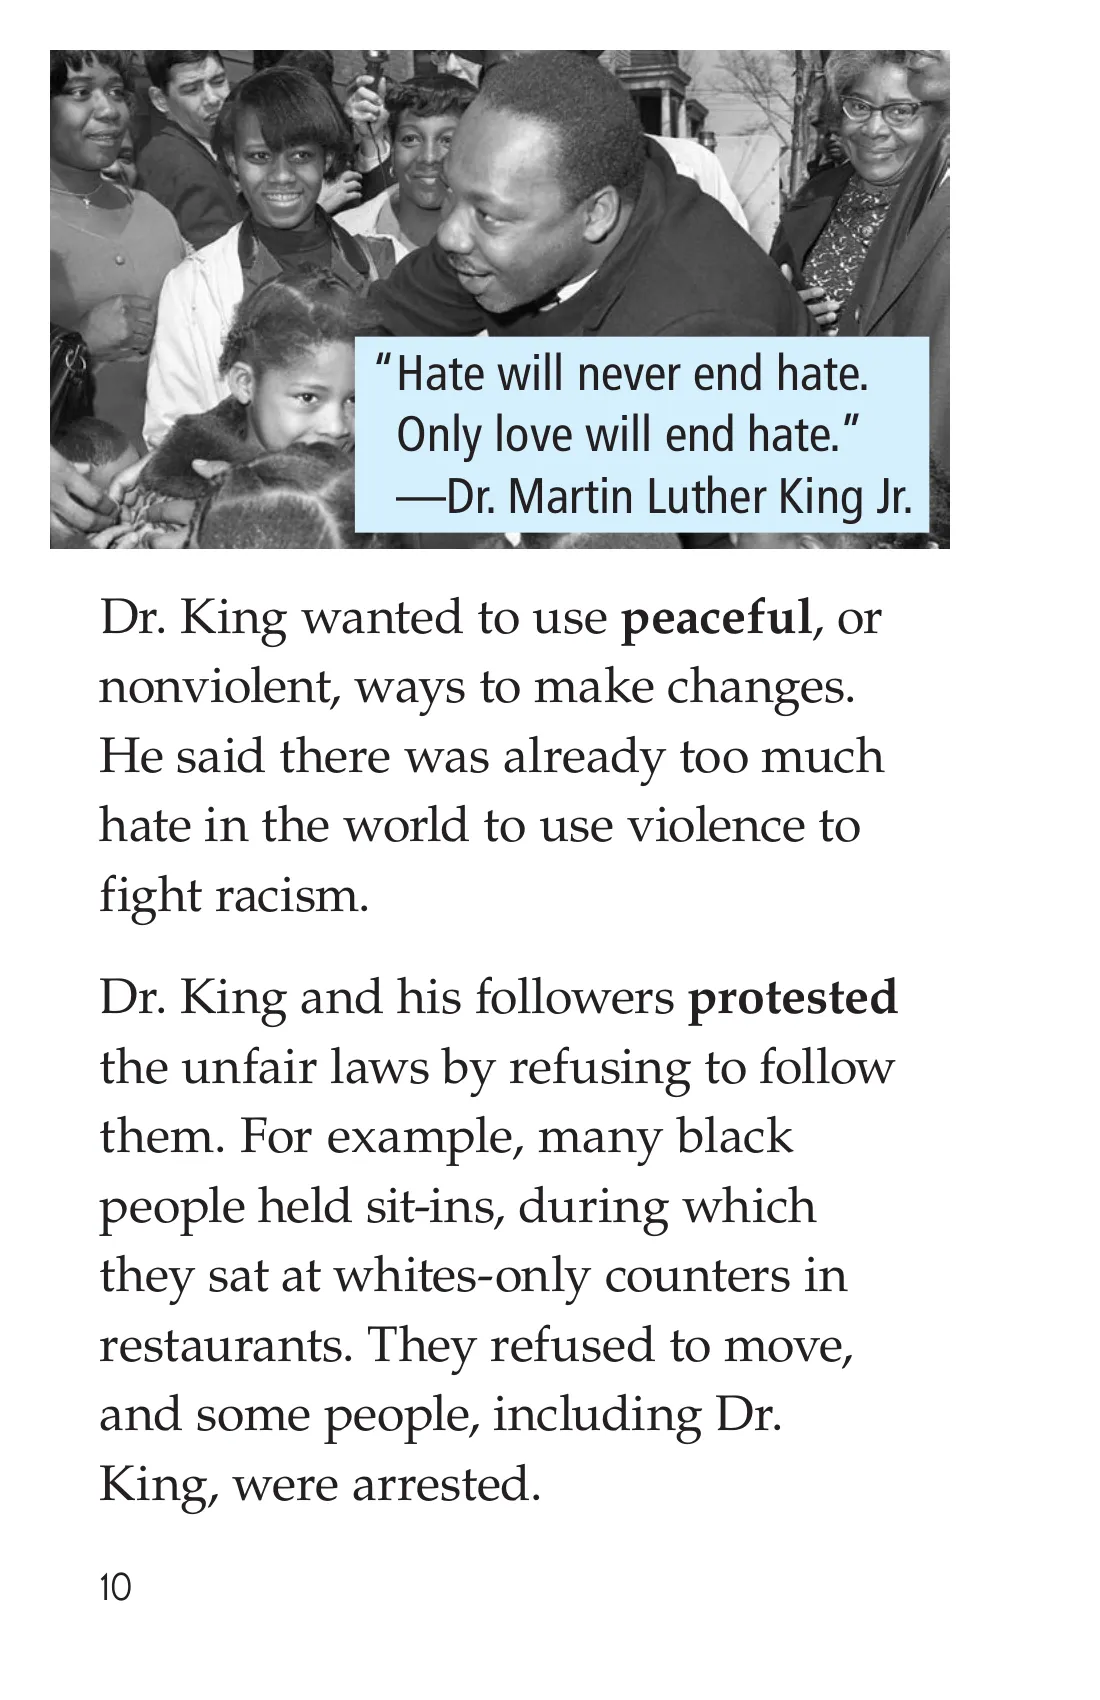 “Hate will never end hate.
Only love will end hate.”
—Dr. Martin Luther King Jr.
Dr. King wanted to use peaceful, or
nonviolent, ways to make changes.
He said there was already too much
hate in the world to use violence to
fight racism.
Dr. King and his followers protested
the unfair laws by refusing to follow
them. For example, many black
people held sit-ins, during which
they sat at whites-only counters in
restaurants. They refused to move,
and some people, including Dr.
King, were arrested.
10